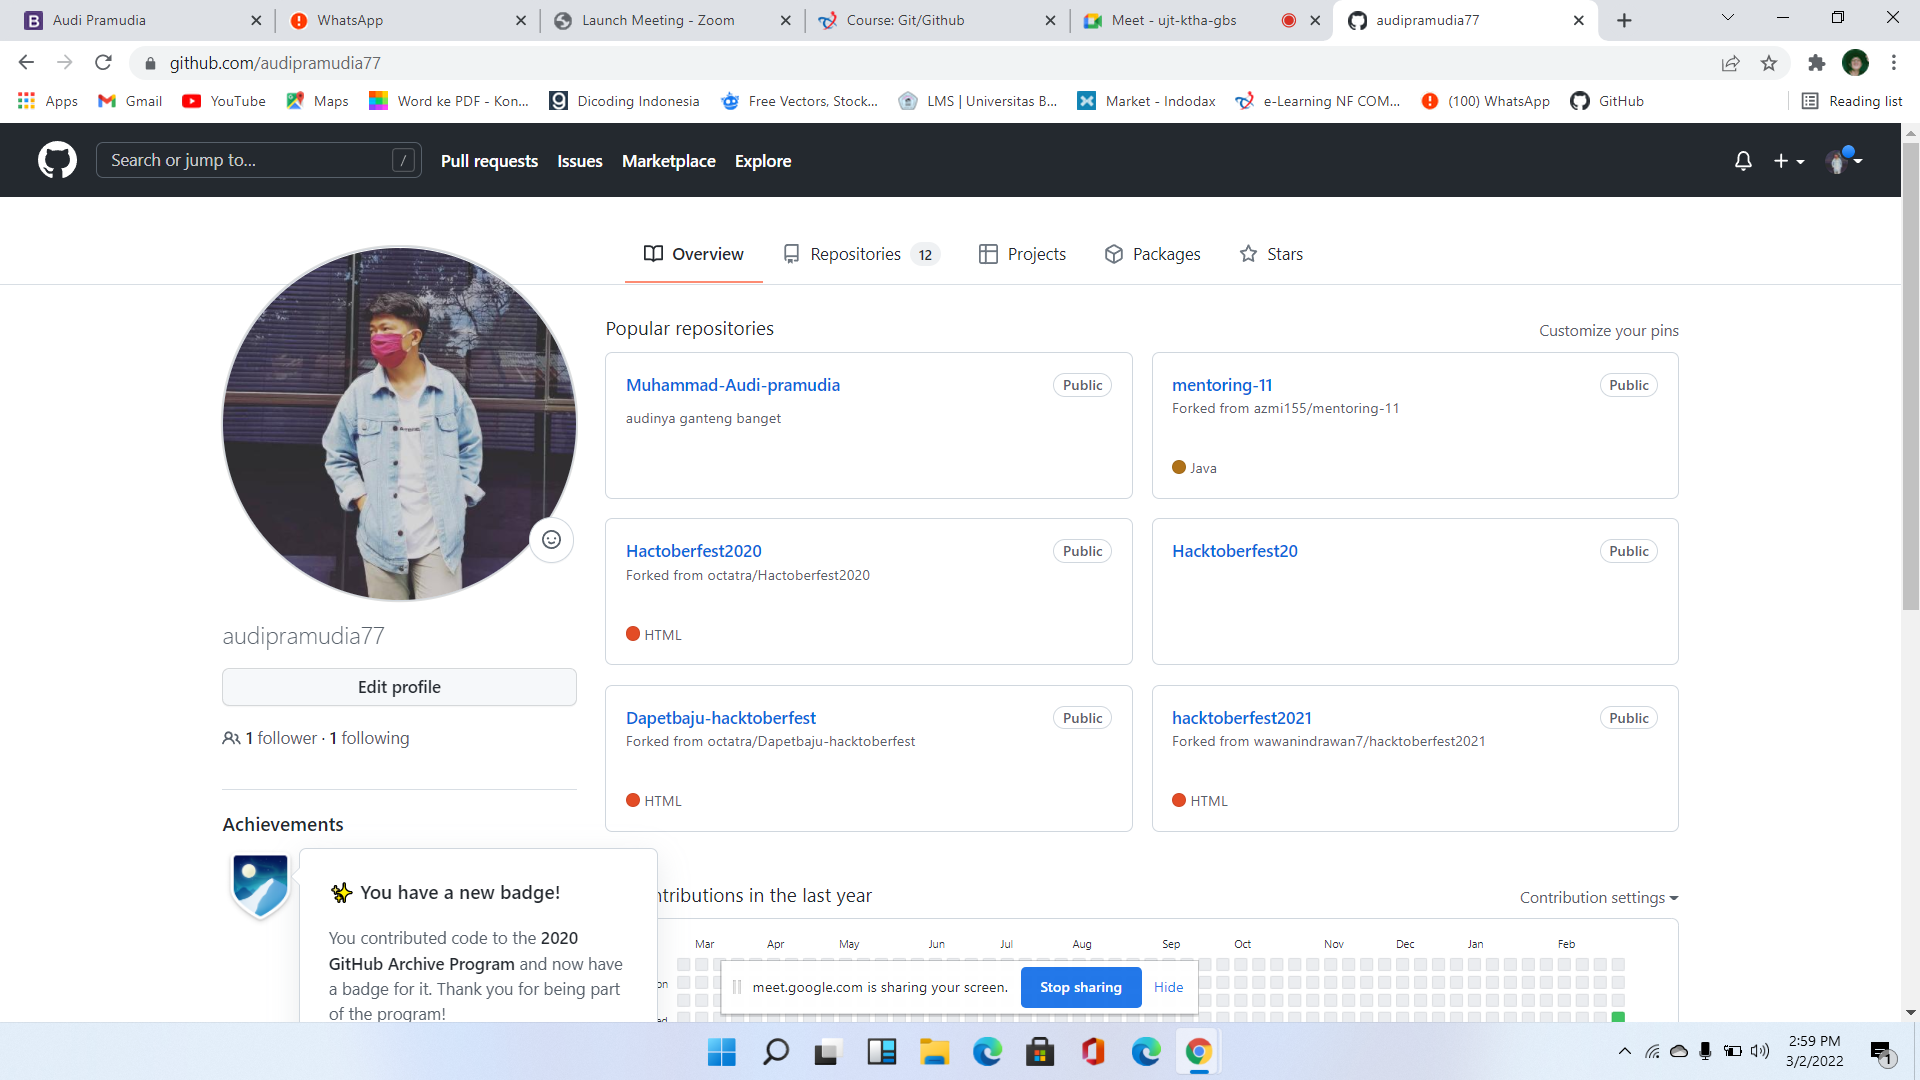 Audi Pramudia
WhatsApp
Launch Meeting - Zoom
Course: Git/Github
Meet - ujt-ktha-gbs
audipramudia77
github.com/audipramudia77
Apps
Gmail
YouTube
Maps
Word ke PDF - Kon...
Dicoding Indonesia
Free Vectors, Stock...
LMS | Universitas B...
Market - Indodax
e-Learning NF COM...
(100) WhatsApp
GitHub
Reading list
Search or jump to...
/
Pull requests
Issues
Marketplace
Explore
Overview
Repositories 12
Projects
Packages
Stars
audipramudia77
Edit profile
1 follower · 1 following
Achievements
You have a new badge!
You contributed code to the 2020
GitHub Archive Program and now have
a badge for it. Thank you for being part
of the program!
Popular repositories
Customize your pins
Muhammad-Audi-pramudia
Public
audinya ganteng banget
mentoring-11
Public
Forked from azmi155/mentoring-11
Java
Hactoberfest2020
Public
Forked from octatra/Hactoberfest2020
HTML
Hacktoberfest20
Public
Dapetbaju-hacktoberfest
Public
Forked from octatra/Dapetbaju-hacktoberfest
HTML
hacktoberfest2021
Public
Forked from wawanindrawan7/hacktoberfest2021
HTML
ntributions in the last year
Contribution settings
Mar Apr May Jun Jul Aug Sep Oct Nov Dec Jan Feb
on
meet.google.com is sharing your screen.
Stop sharing
Hide
2:59 PM
3/2/2022
1